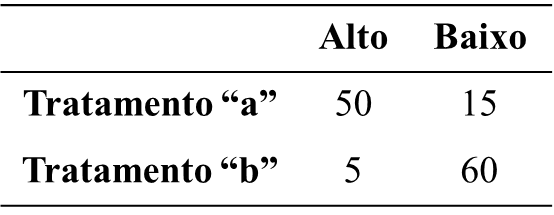 Alto Baixo
Tratamento “a” 50 15
Tratamento “b” 5 60